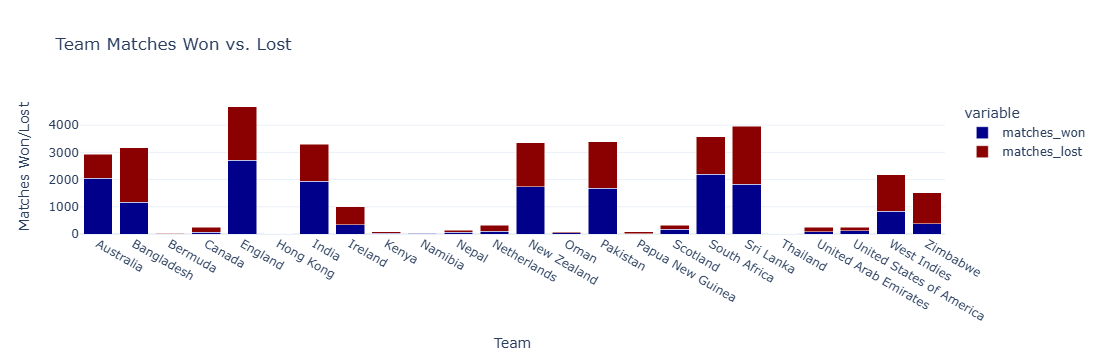 Team Matches Won vs. Lost
Matches Won/Lost
4000
3000
2000
1000
0
Australia
Bangladesh
Bermuda
Canada
England
Hong Kong
India
Ireland
Kenya
Namibia
Nepal
Netherlands
New Zealand
Oman
Pakistan
Papua New Guinea
Scotland
South Africa
Sri Lanka
Thailand
United Arab Emirates
United States of America
West Indies
Zimbabwe
Team
variable
matches_won
matches_lost